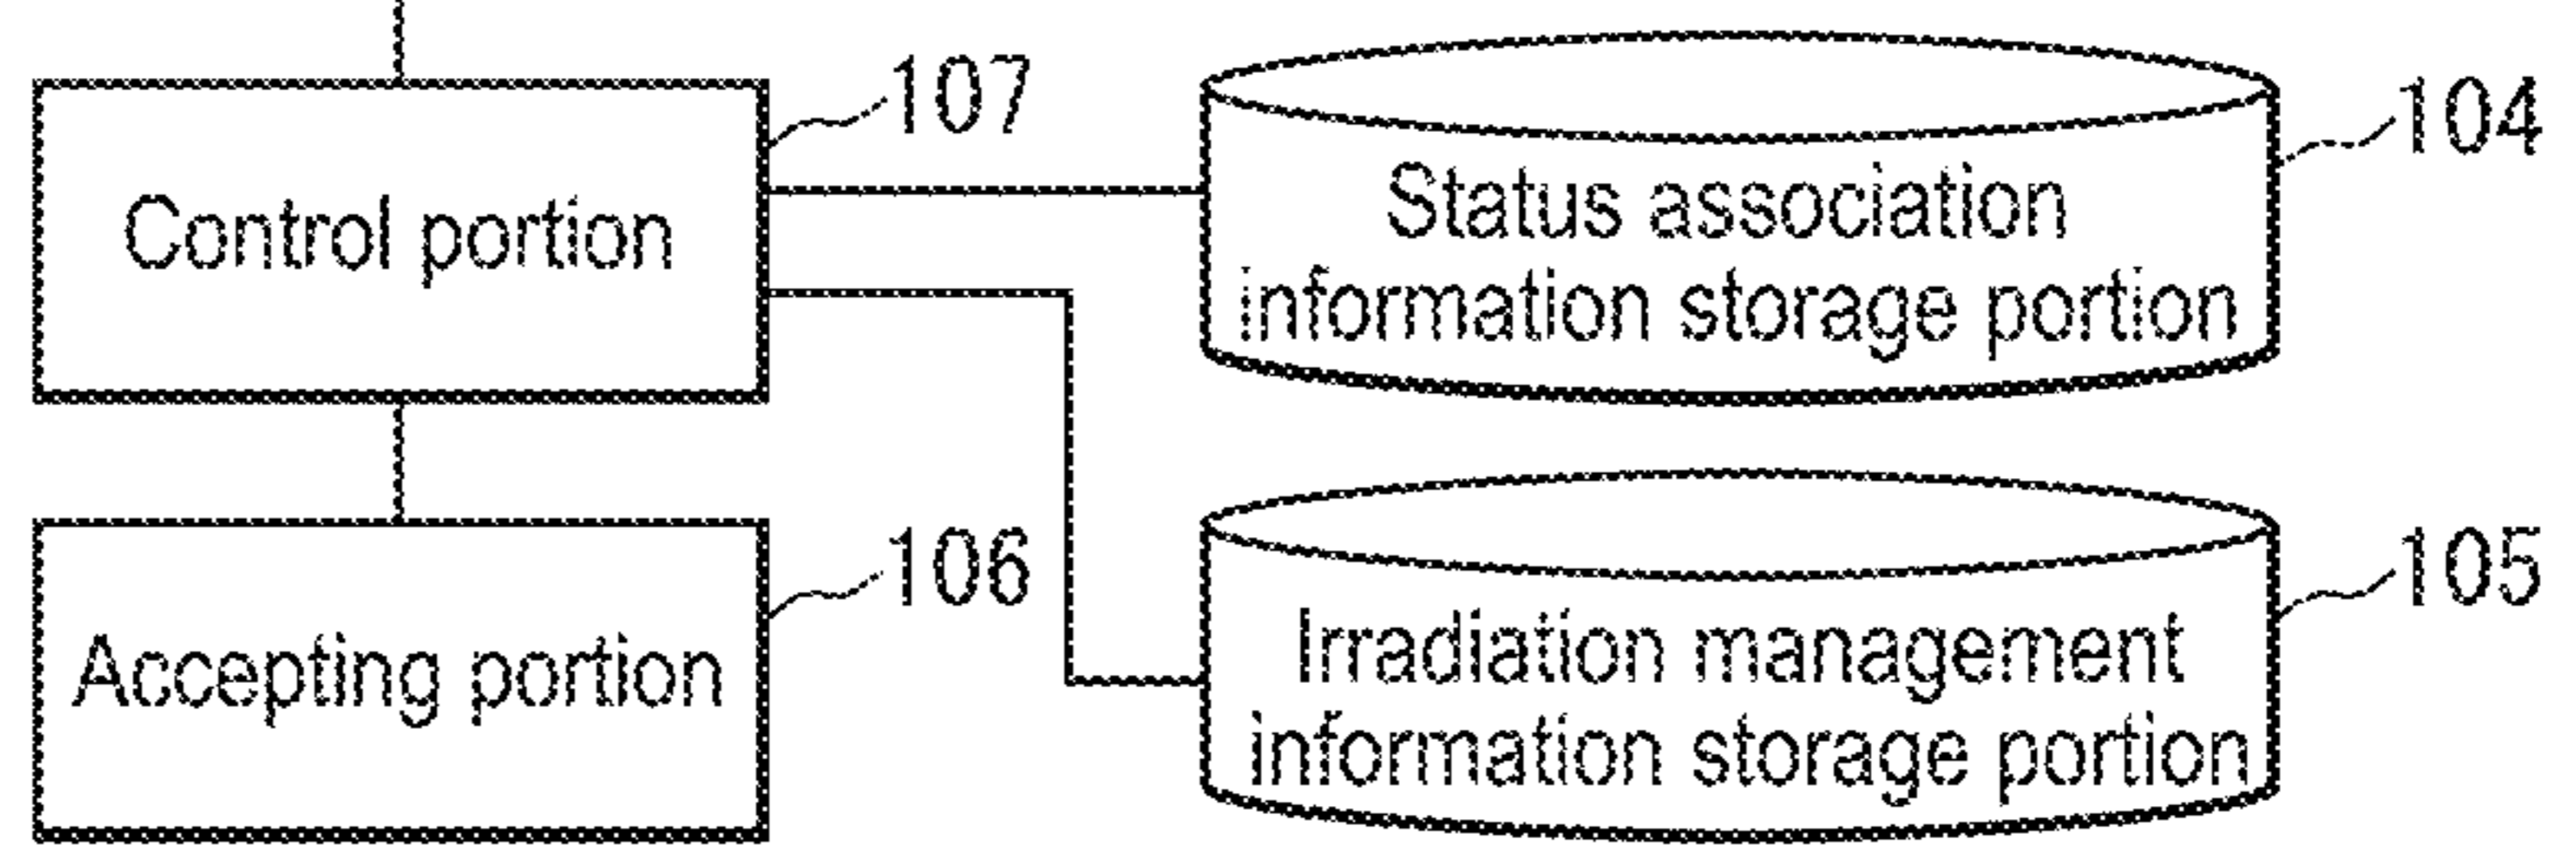 107
104
Control portion
Status association
information storage portion
106
105
Accepting portion
Irradiation management
information storage portion